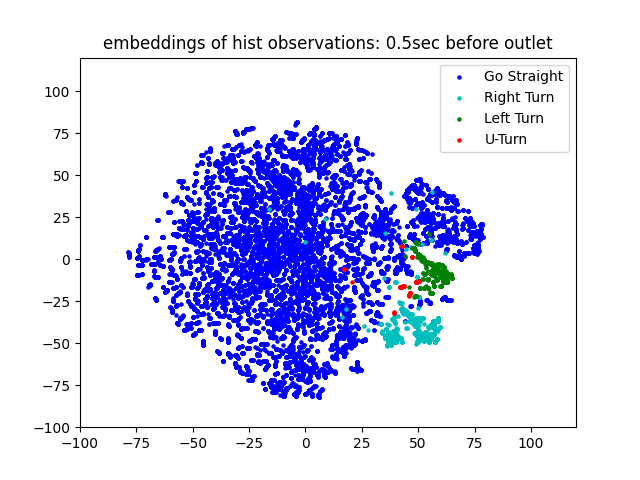 embeddings of hist observations: 0.5sec before outlet
Go Straight
Right Turn
Left Turn
U-Turn
100
75
50
25
0
−25
−50
−75
−100
−100 −75 −50 −25 0 25 50 75 100